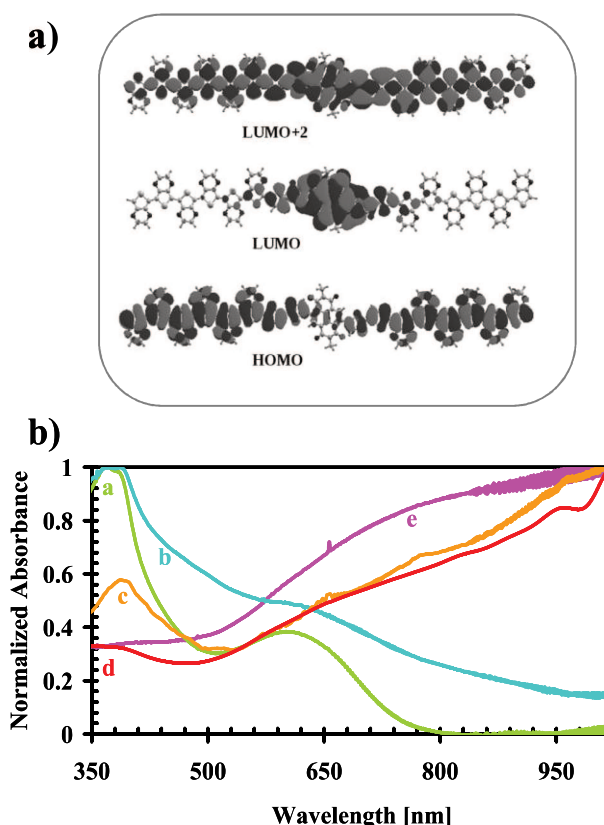 a)
LUMO+2
LUMO
HOMO
b)
Normalized Absorbance
1
0.8
0.6
0.4
0.2
0
a
b
c
d
e
350
500
650
800
950
Wavelength [nm]